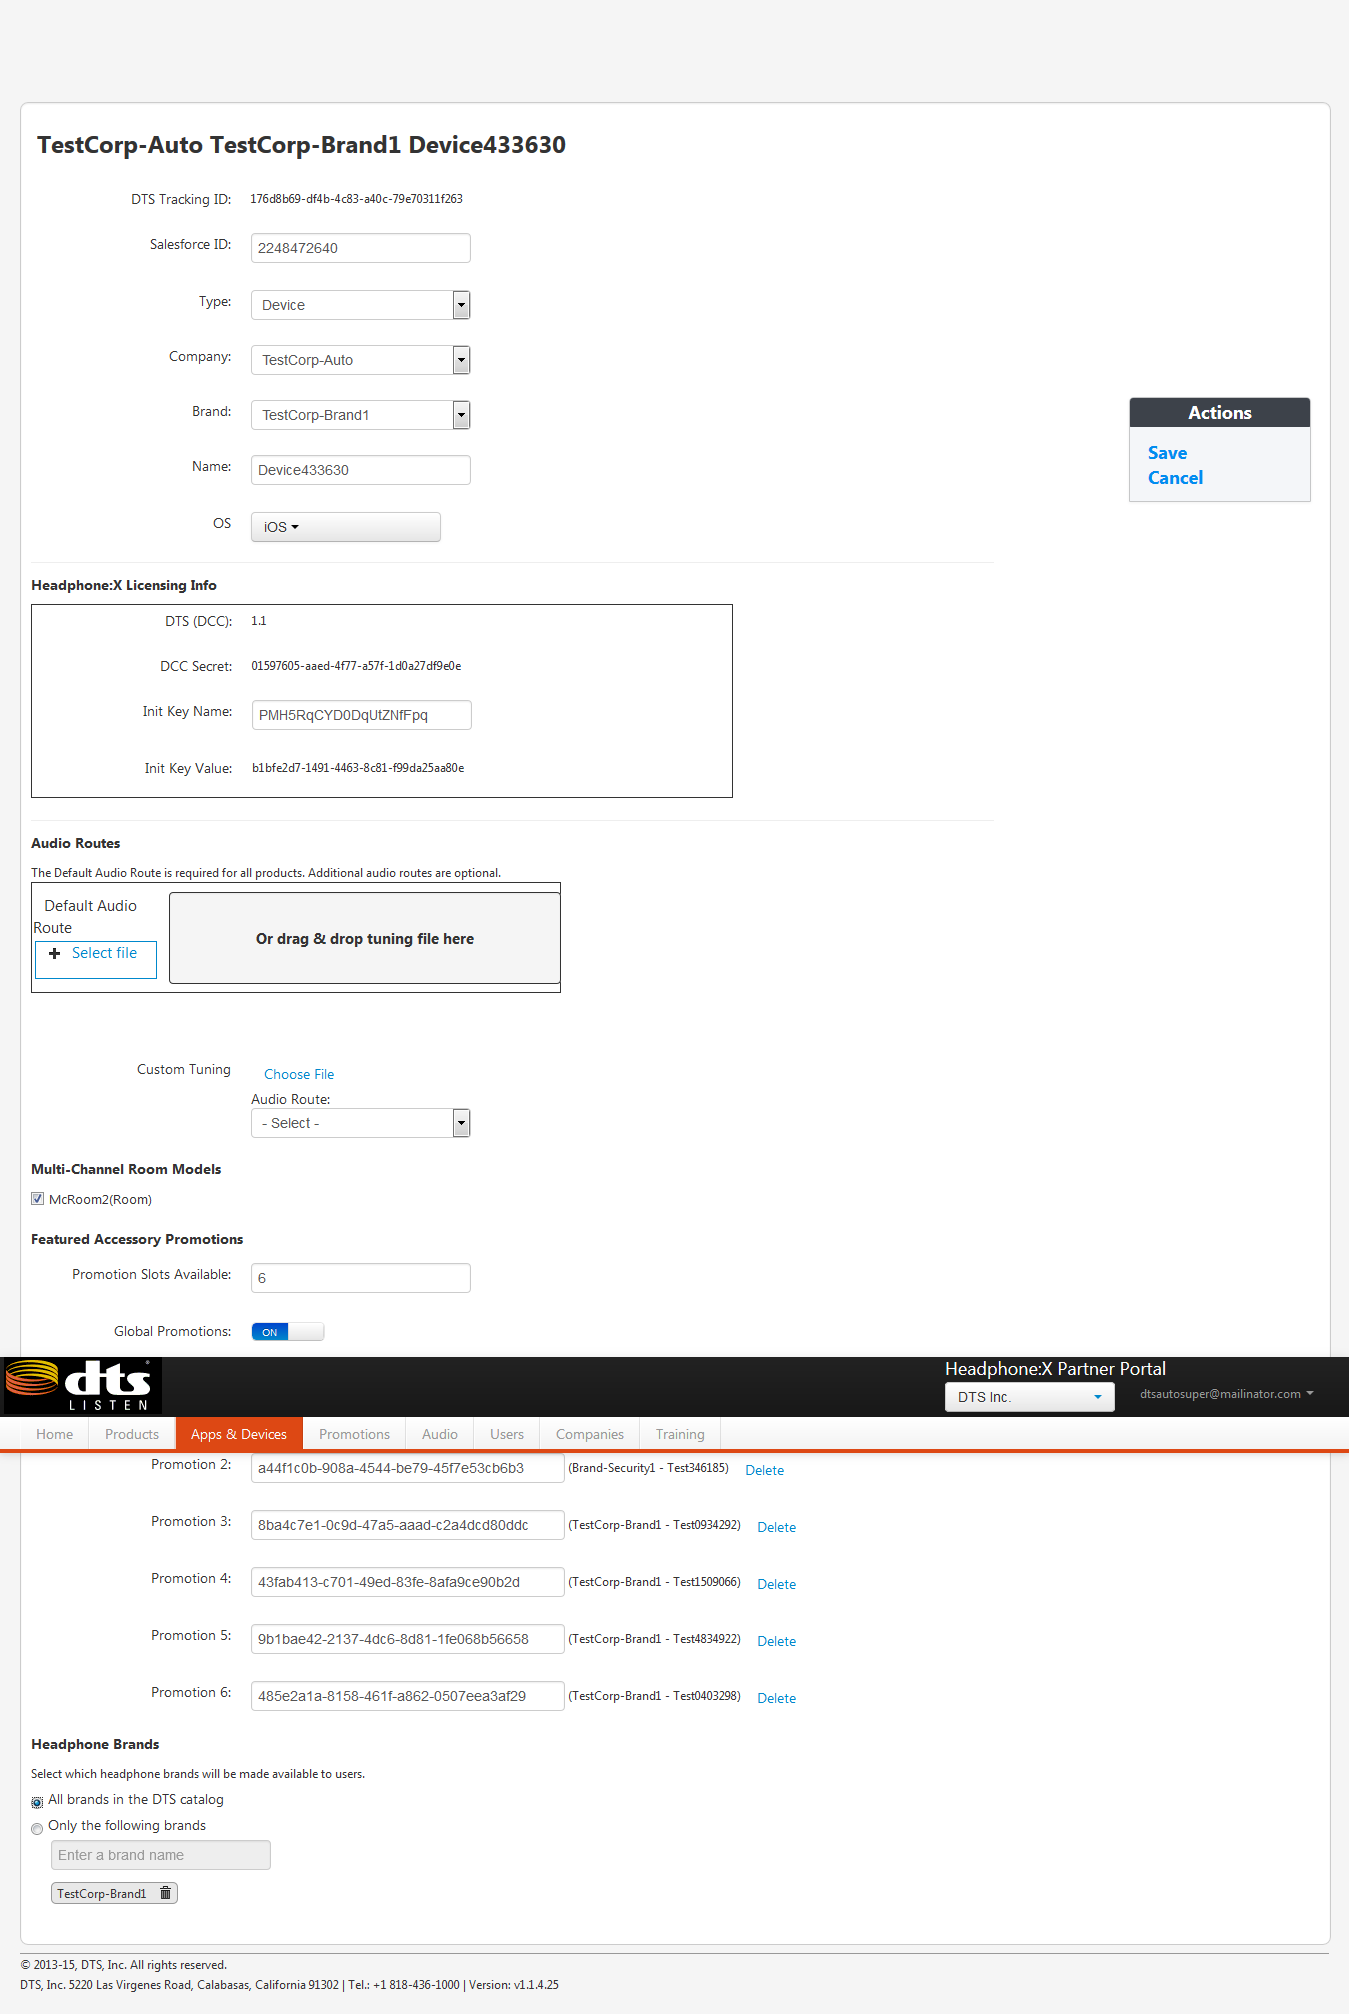 TestCorp-Auto TestCorp-Brand1 Device433630
DTS Tracking ID: 176d8b69-df4b-4c83-a40c-79e70311f263
Salesforce ID: 2248472640
Type: Device
Company: TestCorp-Auto
Brand: TestCorp-Brand1
Actions
Save
Cancel
Name: Device433630
OS iOS
Headphone:X Licensing Info
DTS (DCC): 1.1
DCC Secret: 01597605-aaed-4f77-a57f-1d0a27df9e0e
Init Key Name: PMH5RqCYD0DqUtZNfFpq
Init Key Value: b1bfe2d7-1491-4463-8c81-f99da25aa80e
Audio Routes
The Default Audio Route is required for all products. Additional audio routes are optional.
Default Audio
Route
Select file
Or drag & drop tuning file here
Custom Tuning Choose File
Audio Route:
- Select -
Multi-Channel Room Models
McRoom2(Room)
Featured Accessory Promotions
Promotion Slots Available: 6
Global Promotions: ON
dts
LISTEN
Headphone:X Partner Portal
DTS Inc. dtsautosuper@mailinator.com
Home Products Apps & Devices Promotions Audio Users Companies Training
Promotion 2: a44f1c0b-908a-4544-be79-45f7e53cb6b3 (Brand-Security1 - Test346185) Delete
Promotion 3: 8ba4c7e1-0c9d-47a5-aaad-c2a4dcd80ddc (TestCorp-Brand1 - Test0934292) Delete
Promotion 4: 43fab413-c701-49ed-83fe-8afa9ce90b2d (TestCorp-Brand1 - Test1509066) Delete
Promotion 5: 9b1bae42-2137-4dc6-8d81-1fe068b56658 (TestCorp-Brand1 - Test4834922) Delete
Promotion 6: 485e2a1a-8158-461f-a862-0507eea3af29 (TestCorp-Brand1 - Test0403298) Delete
Headphone Brands
Select which headphone brands will be made available to users.
All brands in the DTS catalog
Only the following brands
Enter a brand name
TestCorp-Brand1
© 2013-15, DTS, Inc. All rights reserved.
DTS, Inc. 5220 Las Virgenes Road, Calabasas, California 91302 | Tel.: +1 818-436-1000 | Version: v1.1.4.25